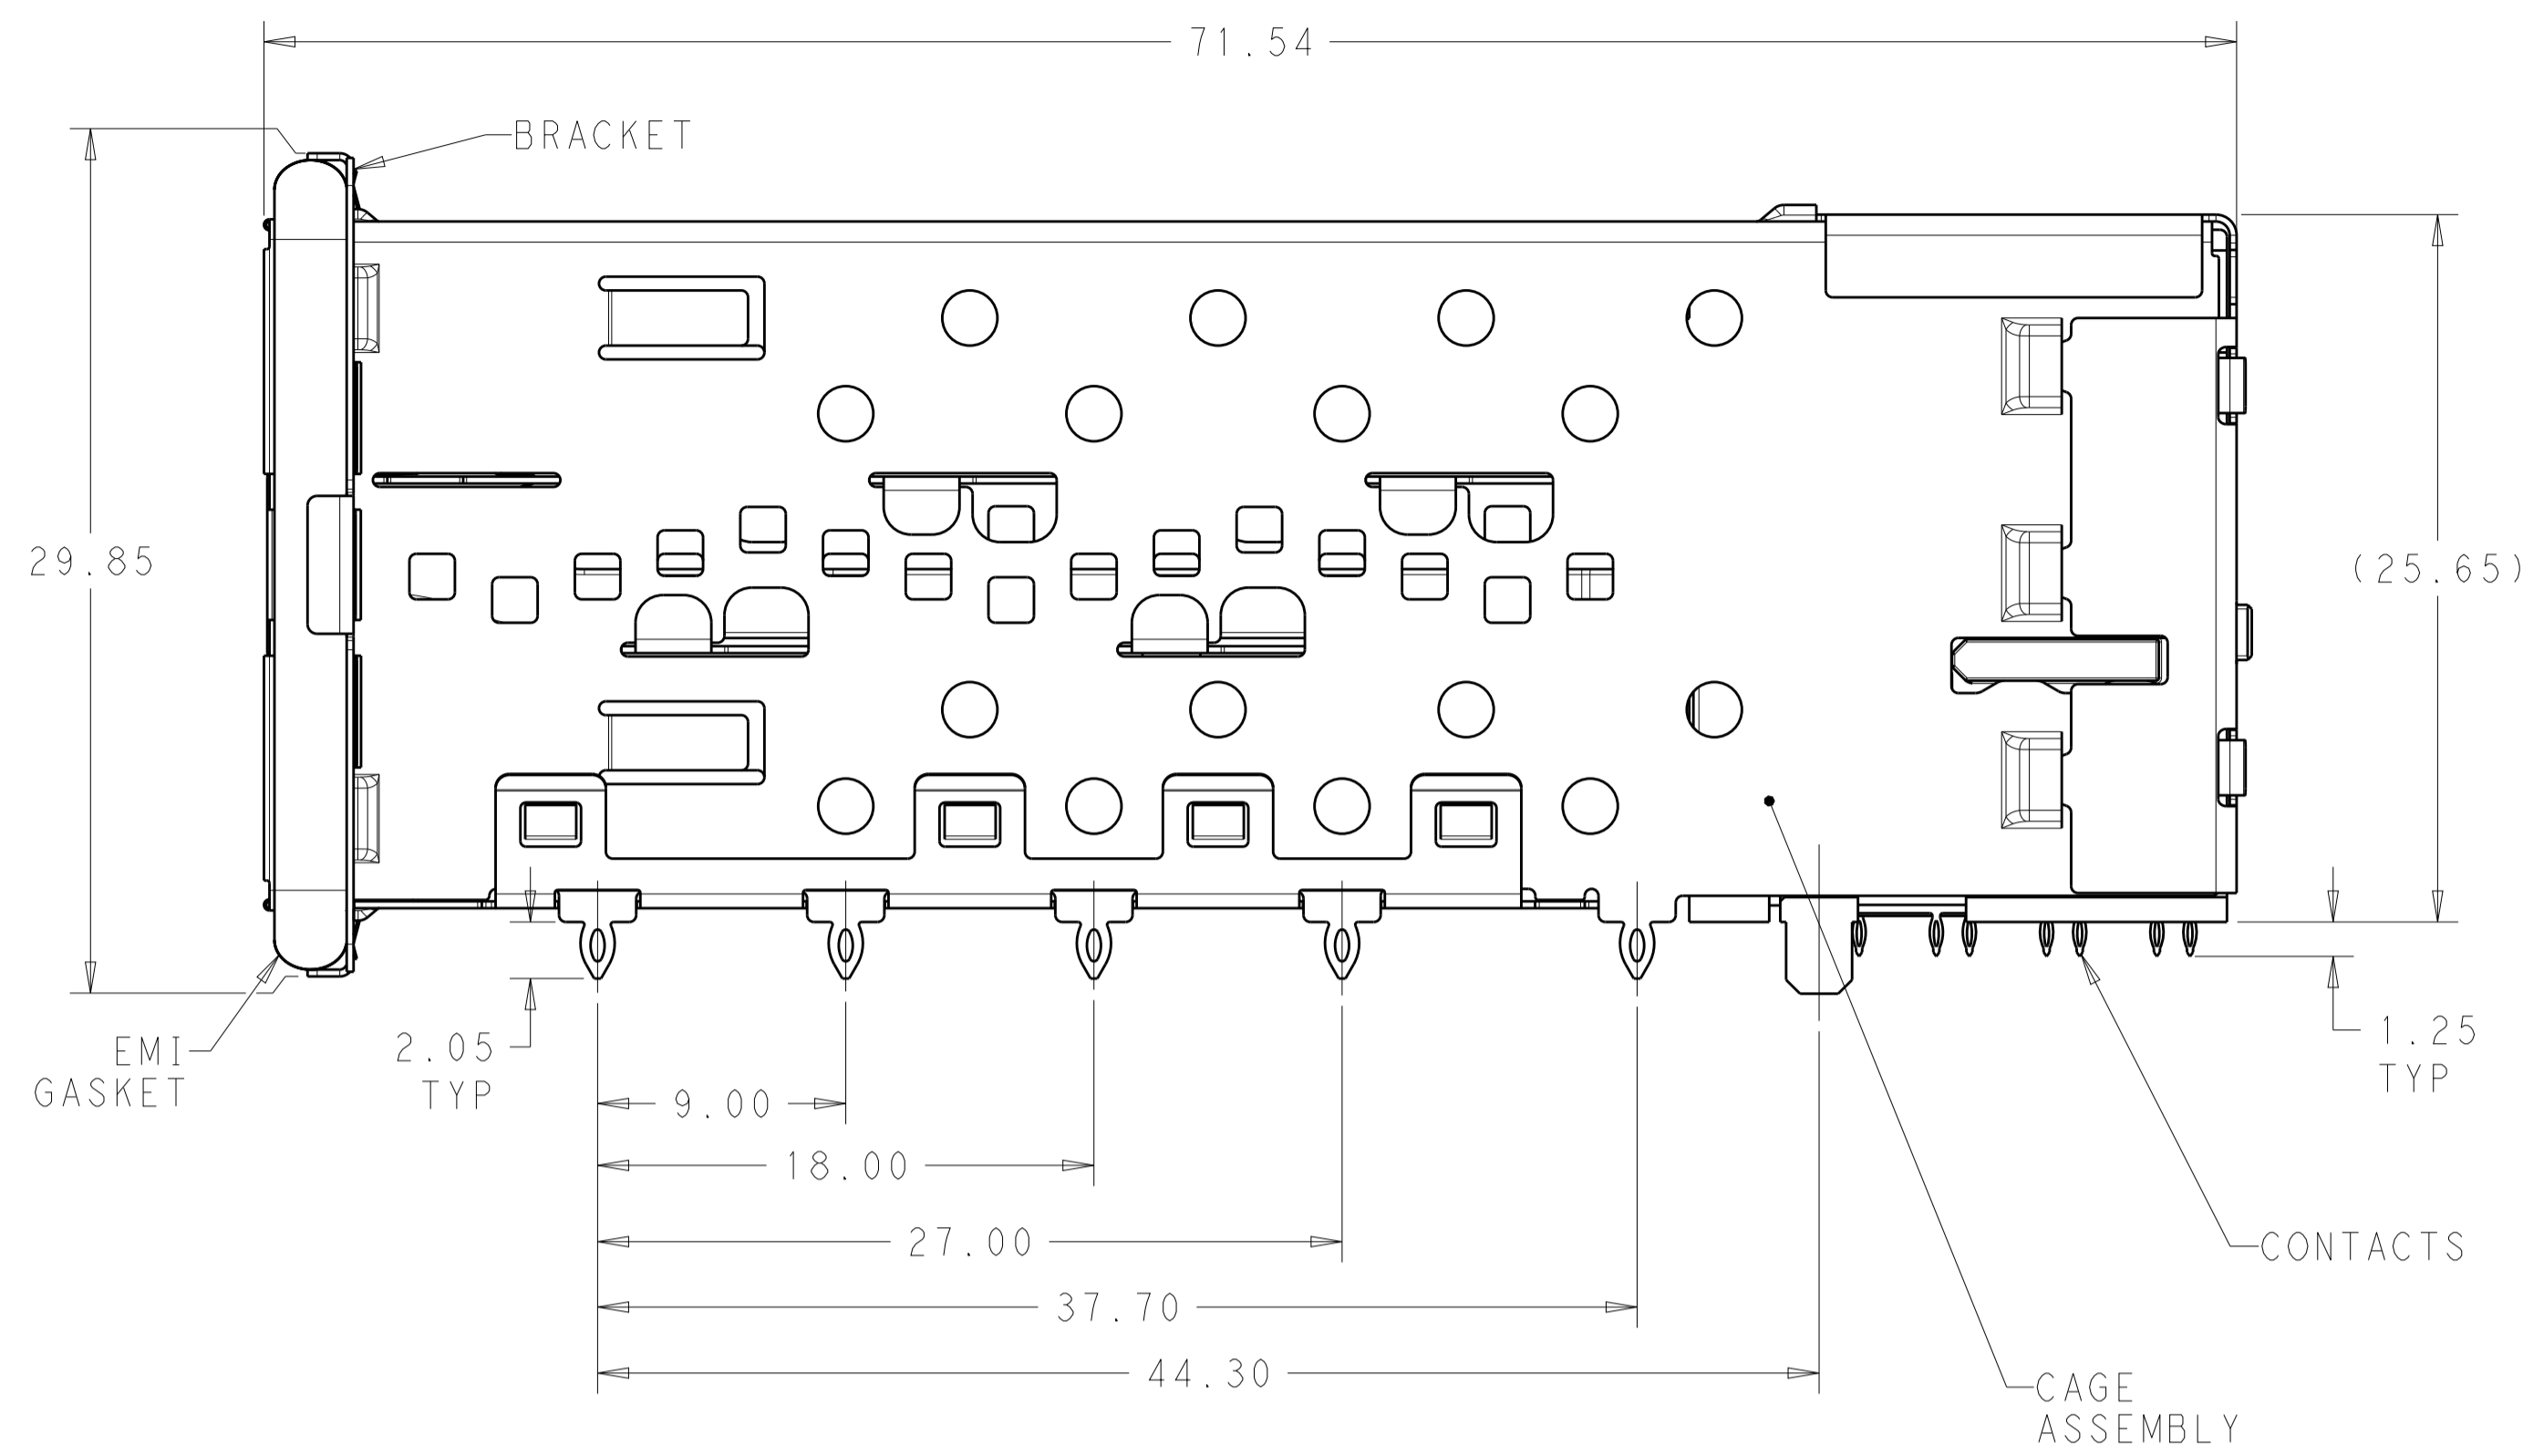 71.54
BRACKET
29.85
(25.65)
EMI
GASKET
2.05
TYP
1.25
TYP
9.00
18.00
27.00
CONTACTS
37.70
44.30
CAGE
ASSEMBLY